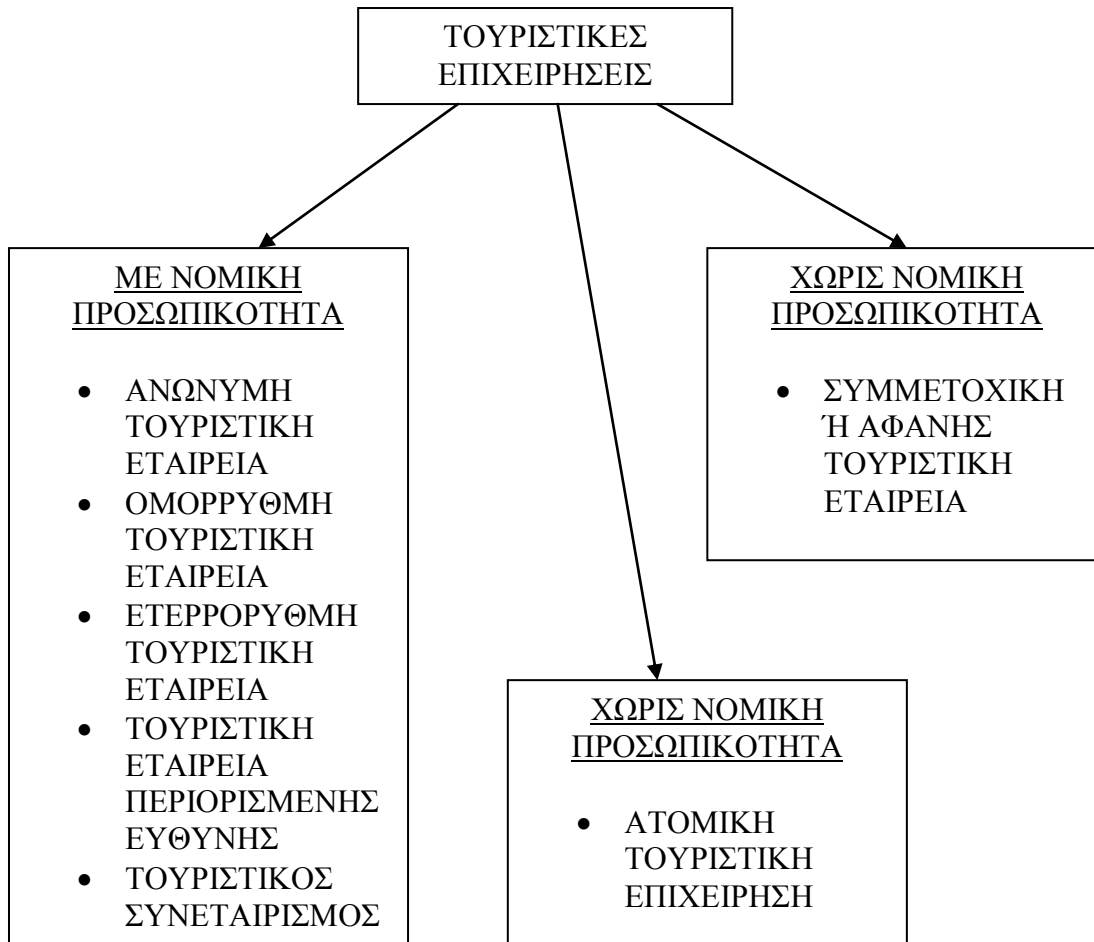 ΤΟΥΡΙΣΤΙΚΕΣ
ΕΠΙΧΕΙΡΗΣΕΙΣ
ΜΕ ΝΟΜΙΚΗ
ΠΡΟΣΩΠΙΚΟΤΗΤΑ
• ΑΝΩΝΥΜΗ
ΤΟΥΡΙΣΤΙΚΗ
ΕΤΑΙΡΕΙΑ
• ΟΜΟΡΡΥΘΜΗ
ΤΟΥΡΙΣΤΙΚΗ
ΕΤΑΙΡΕΙΑ
• ΕΤΕΡΡΟΡΥΘΜΗ
ΤΟΥΡΙΣΤΙΚΗ
ΕΤΑΙΡΕΙΑ
• ΤΟΥΡΙΣΤΙΚΗ
ΕΤΑΙΡΕΙΑ
ΠΕΡΙΟΡΙΣΜΕΝΗΣ
ΕΥΘΥΝΗΣ
• ΤΟΥΡΙΣΤΙΚΟΣ
ΣΥΝΕΤΑΙΡΙΣΜΟΣ
ΧΩΡΙΣ ΝΟΜΙΚΗ
ΠΡΟΣΩΠΙΚΟΤΗΤΑ
• ΑΤΟΜΙΚΗ
ΤΟΥΡΙΣΤΙΚΗ
ΕΠΙΧΕΙΡΗΣΗ
ΧΩΡΙΣ ΝΟΜΙΚΗ
ΠΡΟΣΩΠΙΚΟΤΗΤΑ
• ΣΥΜΜΕΤΟΧΙΚΗ
Ή ΑΦΑΝΗΣ
ΤΟΥΡΙΣΤΙΚΗ
ΕΤΑΙΡΕΙΑ